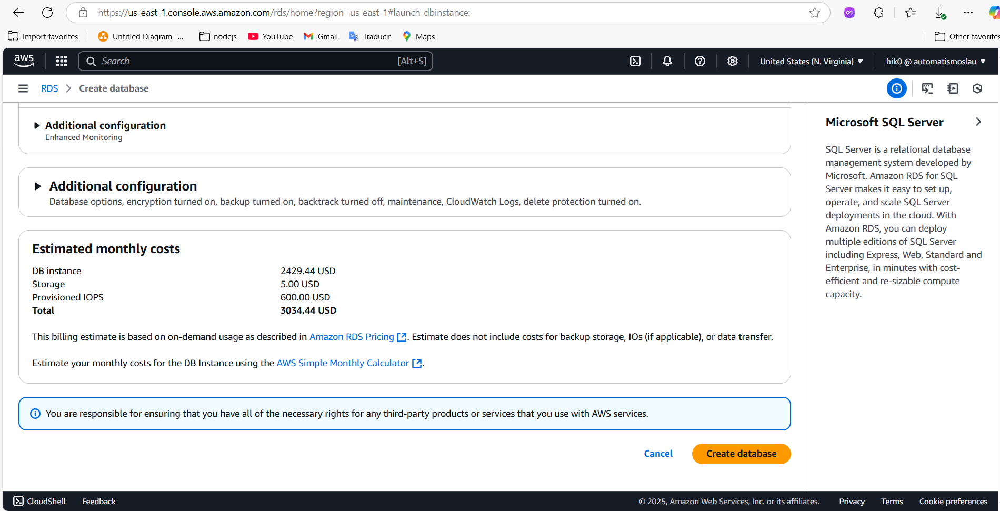 https://us-east-1.console.aws.amazon.com/rds/home?region=us-east-1#launch-dbinstance:
Import favorites
Untitled Diagram -...
nodejs
YouTube
Gmail
Traducir
Maps
Other favorites
aws
Search
[Alt+S]
United States (N. Virginia)
hik0 @ automatismoslau
RDS
Create database
Additional configuration
Enhanced Monitoring
Additional configuration
Database options, encryption turned on, backup turned on, backtrack turned off, maintenance, CloudWatch Logs, delete protection turned on.
Estimated monthly costs
DB instance 2429.44 USD
Storage 5.00 USD
Provisioned IOPS 600.00 USD
Total 3034.44 USD
This billing estimate is based on on-demand usage as described in Amazon RDS Pricing. Estimate does not include costs for backup storage, IOs (if applicable), or data transfer.
Estimate your monthly costs for the DB Instance using the AWS Simple Monthly Calculator.
You are responsible for ensuring that you have all of the necessary rights for any third-party products or services that you use with AWS services.
Cancel
Create database
Microsoft SQL Server
SQL Server is a relational database
management system developed by
Microsoft. Amazon RDS for SQL
Server makes it easy to set up,
operate, and scale SQL Server
deployments in the cloud. With
Amazon RDS, you can deploy
multiple editions of SQL Server
including Express, Web, Standard and
Enterprise, in minutes with cost-
efficient and re-sizable compute
capacity.
CloudShell
Feedback
© 2025, Amazon Web Services, Inc. or its affiliates.
Privacy
Terms
Cookie preferences